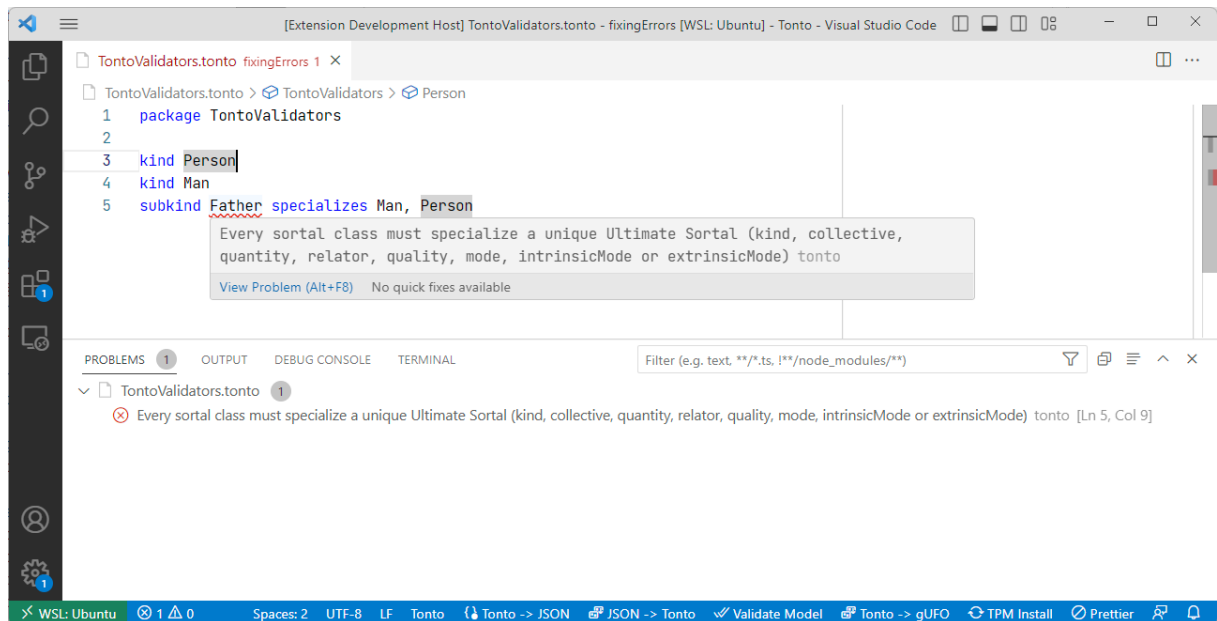 [Extension Development Host] TontoValidators.tonto - fixingErrors [WSL: Ubuntu] - Tonto - Visual Studio Code
TontoValidators.tonto fixingErrors 1
TontoValidators.tonto > TontoValidators > Person
1 package TontoValidators
2
3 kind Person
4 kind Man
5 subkind Father specializes Man, Person
Every sortal class must specialize a unique Ultimate Sortal (kind, collective,
quantity, relator, quality, mode, intrinsicMode or extrinsicMode) tonto
View Problem (Alt+F8) No quick fixes available
1
PROBLEMS 1 OUTPUT DEBUG CONSOLE TERMINAL Filter (e.g. text, **/*.ts, !**/node_modules/**)
TontoValidators.tonto 1
Every sortal class must specialize a unique Ultimate Sortal (kind, collective, quantity, relator, quality, mode, intrinsicMode or extrinsicMode) tonto [Ln 5, Col 9]
1
WSL: Ubuntu 1 0 Spaces: 2 UTF-8 LF Tonto Tonto -> JSON JSON -> Tonto Validate Model Tonto -> gUFO TPM Install Prettier